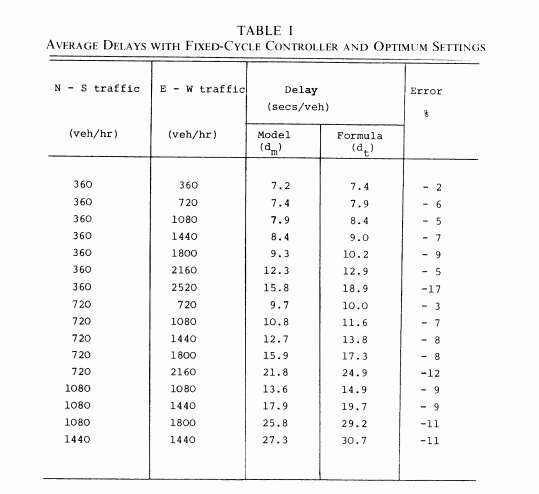 TABLE I
AVERAGE DELAYS WITH FIXED-CYCLE CONTROLLER AND OPTIMUM SETTINGS
N - S traffic E - W traffic Delay Error
(secs/veh) %
(veh/hr) (veh/hr) Model Formula
(dm) (dt)
360 360 7.2 7.4 - 2
360 720 7.4 7.9 - 6
360 1080 7.9 8.4 - 5
360 1440 8.4 9.0 - 7
360 1800 9.3 10.2 - 9
360 2160 12.3 12.9 - 5
360 2520 15.8 18.9 -17
720 720 9.7 10.0 - 3
720 1080 10.8 11.6 - 7
720 1440 12.7 13.8 - 8
720 1800 15.9 17.3 - 8
720 2160 21.8 24.9 -12
1080 1080 13.6 14.9 - 9
1080 1440 17.9 19.7 - 9
1080 1800 25.8 29.2 -11
1440 1440 27.3 30.7 -11